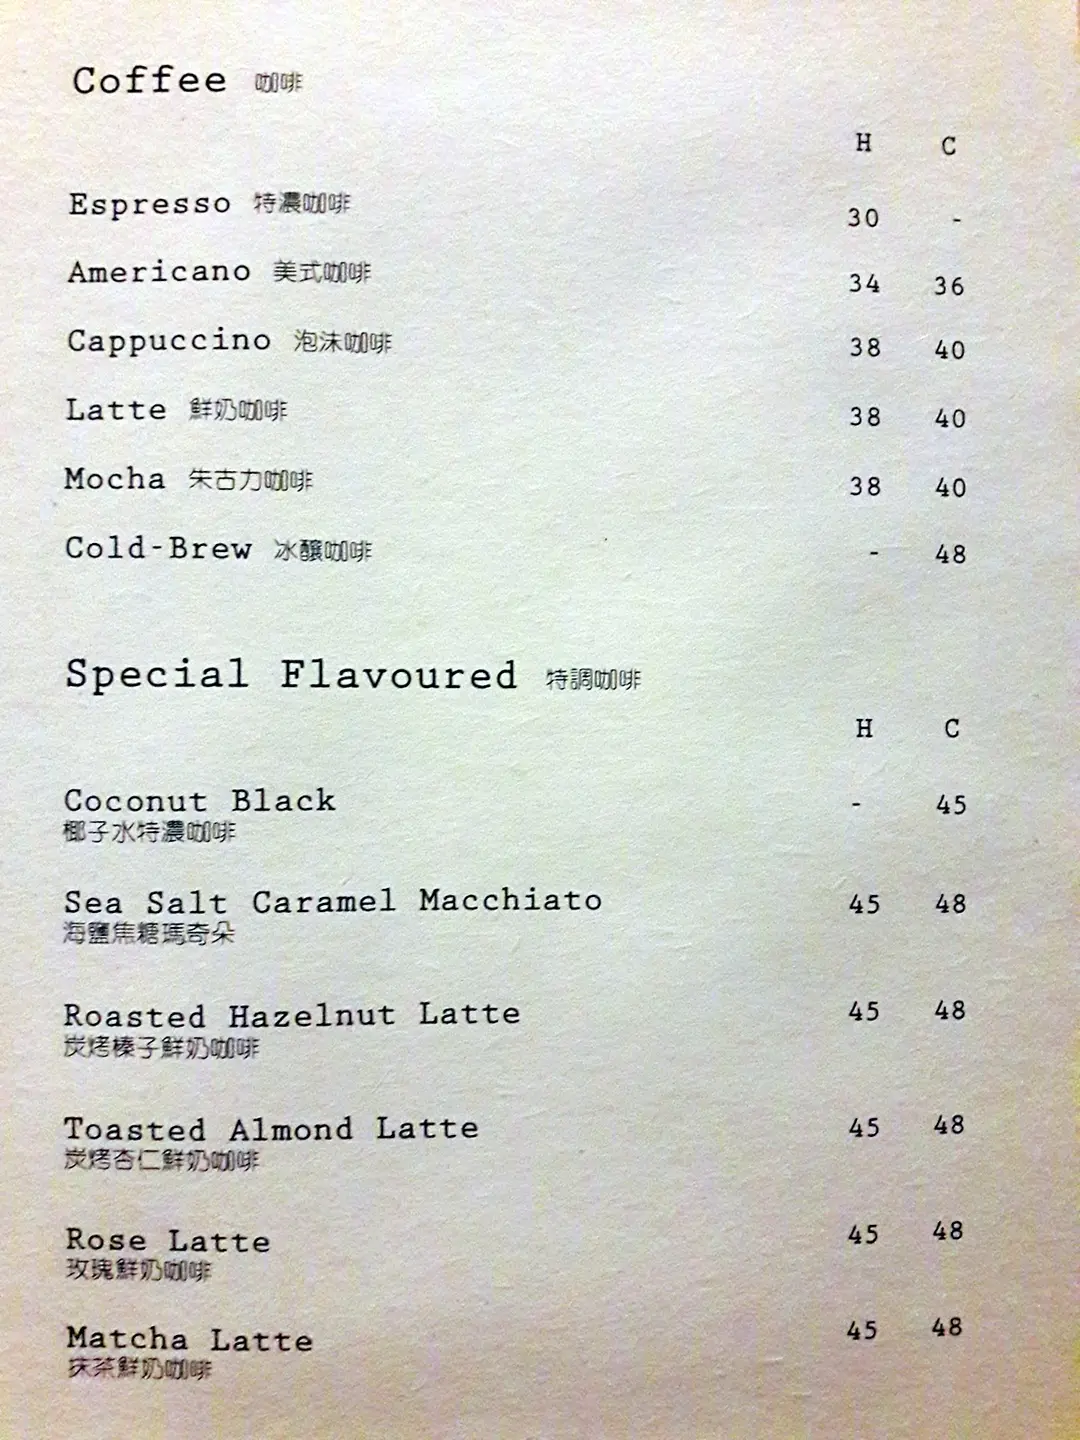 Coffee 咖啡
H C
Espresso 特濃咖啡 30 -
Americano 美式咖啡 34 36
Cappuccino 泡沫咖啡 38 40
Latte 鮮奶咖啡 38 40
Mocha 朱古力咖啡 38 40
Cold-Brew 冰釀咖啡 - 48
Special Flavoured 特調咖啡
H C
Coconut Black - 45
椰子水特濃咖啡
Sea Salt Caramel Macchiato 45 48
海鹽焦糖瑪奇朵
Roasted Hazelnut Latte 45 48
炭烤榛子鮮奶咖啡
Toasted Almond Latte 45 48
炭烤杏仁鮮奶咖啡
Rose Latte 45 48
玫瑰鮮奶咖啡
Matcha Latte 45 48
抹茶鮮奶咖啡